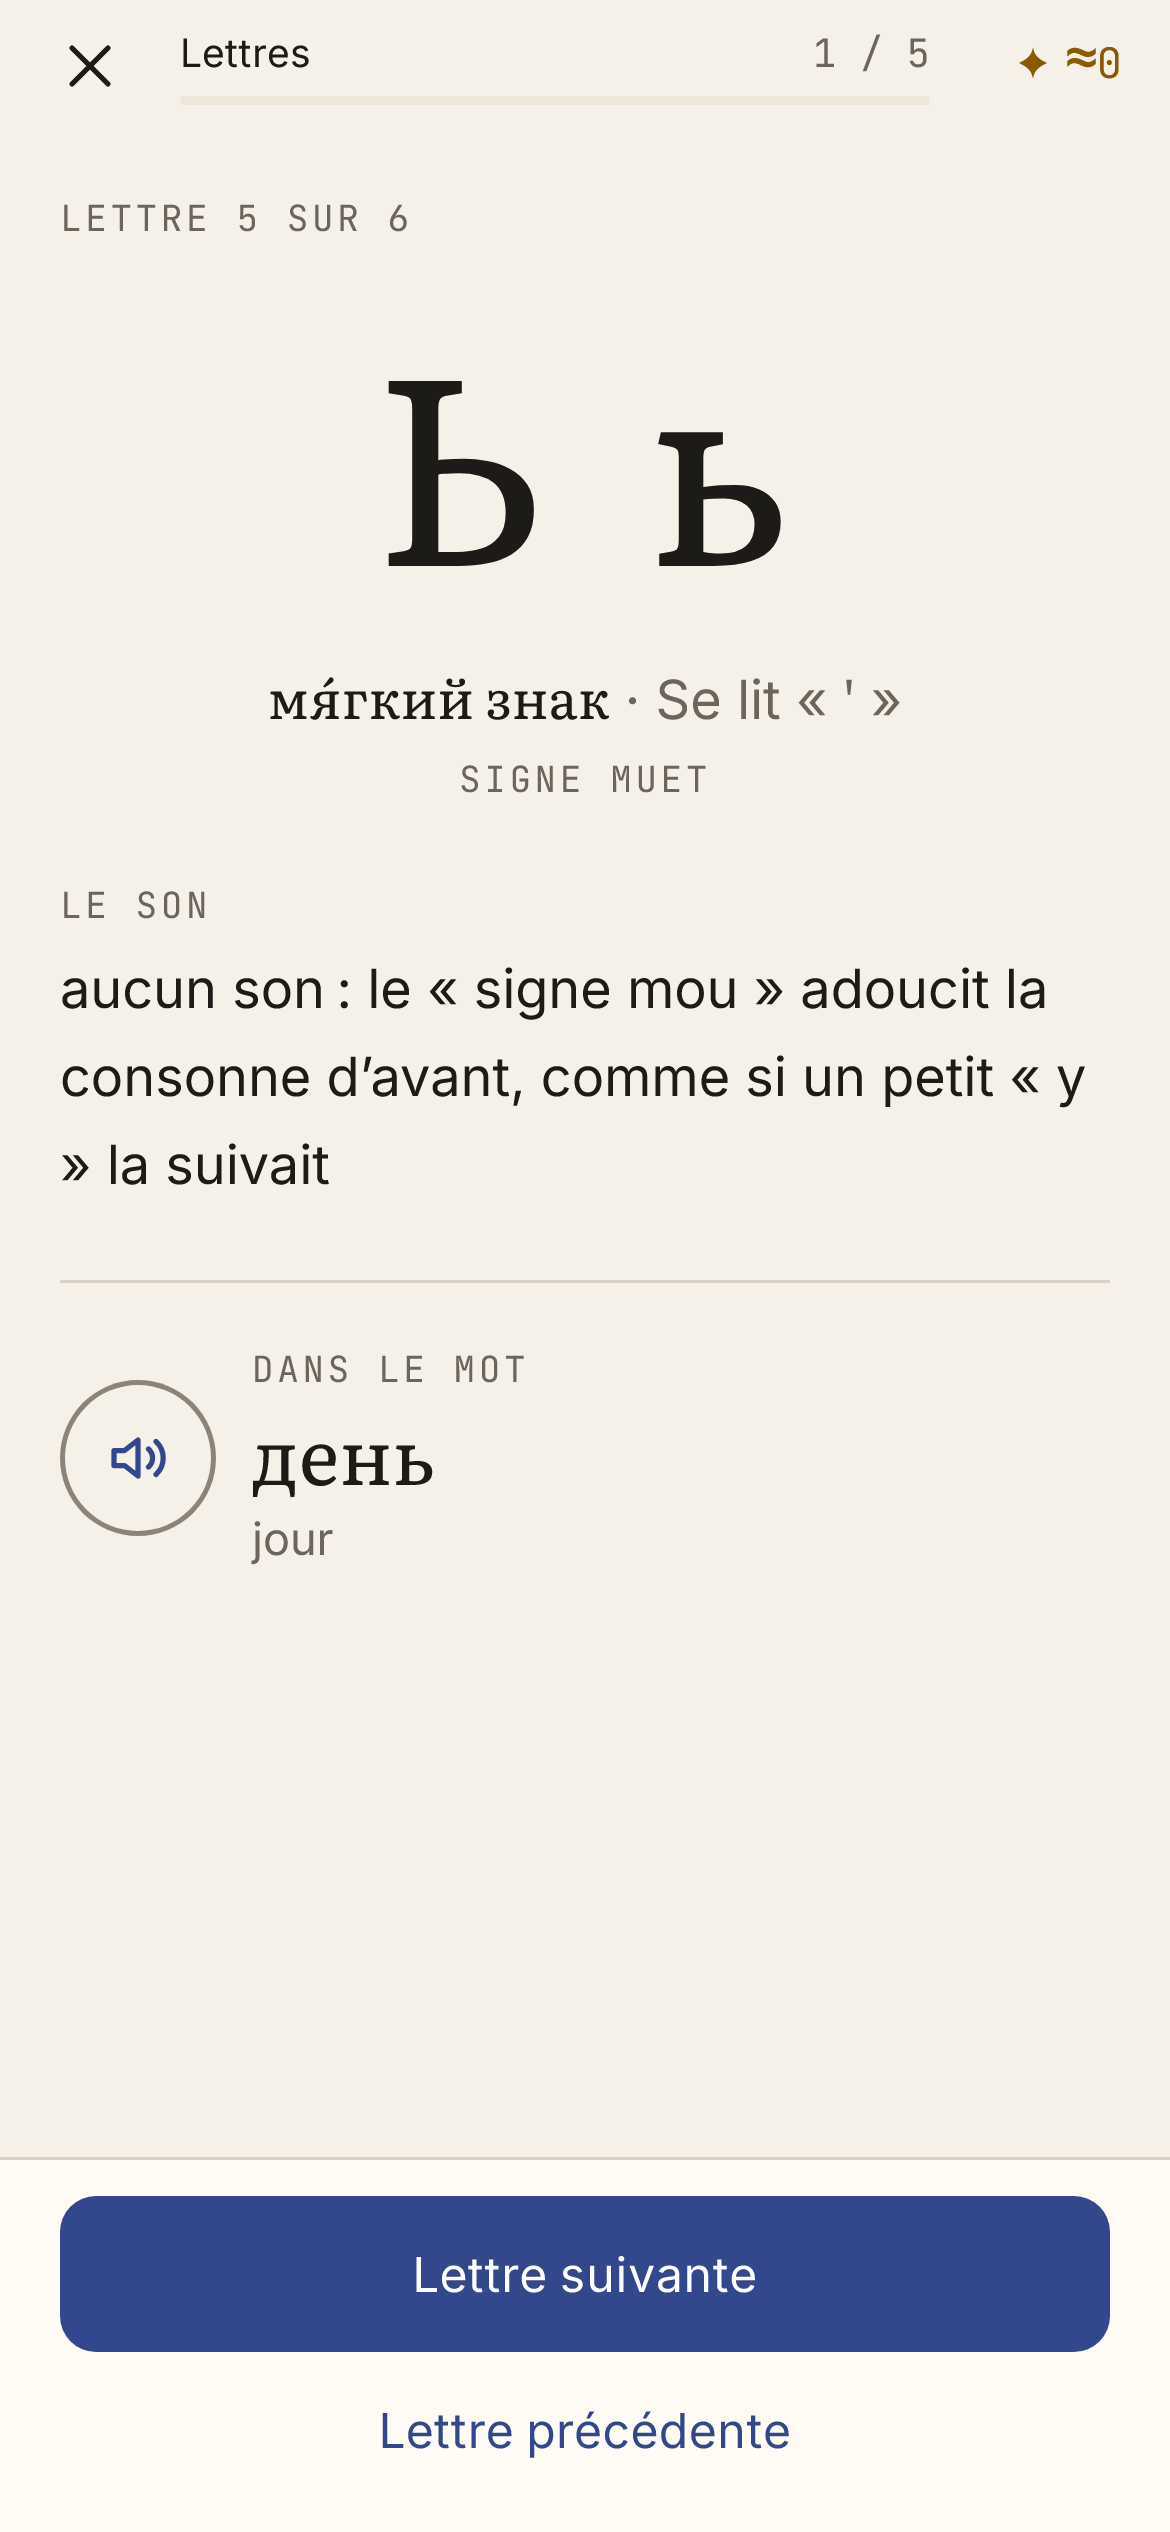 Lettres
1 / 5
✦ ≈0
LETTRE 5 SUR 6
Ь ь
мя́гкий знак · Se lit « ' »
SIGNE MUET
LE SON
aucun son : le « signe mou » adoucit la
consonne d’avant, comme si un petit « y
» la suivait
DANS LE MOT
день
jour
Lettre suivante
Lettre précédente